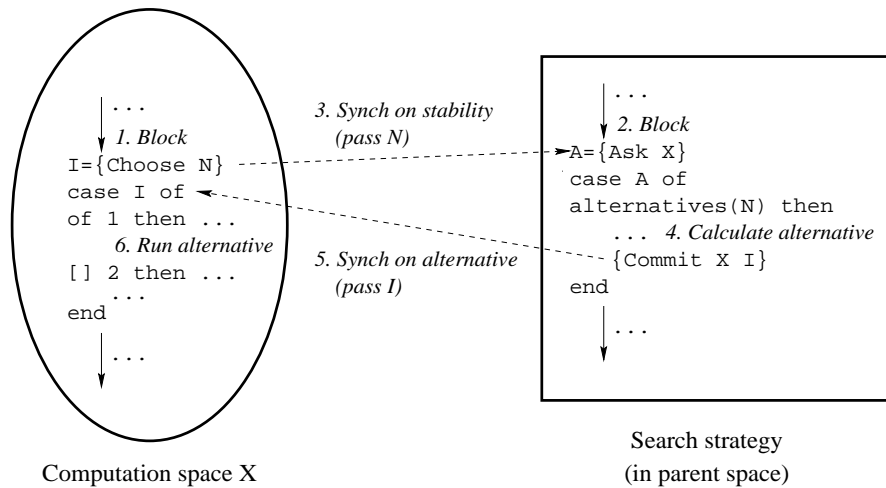 ...
1. Block
I={Choose N}
case I of
of 1 then ...
6. Run alternative
[] 2 then ...
...
end
...
Computation space X
3. Synch on stability
(pass N)
5. Synch on alternative
(pass I)
...
2. Block
A={Ask X}
case A of
alternatives(N) then
... 4. Calculate alternative
{Commit X I}
end
...
Search strategy
(in parent space)